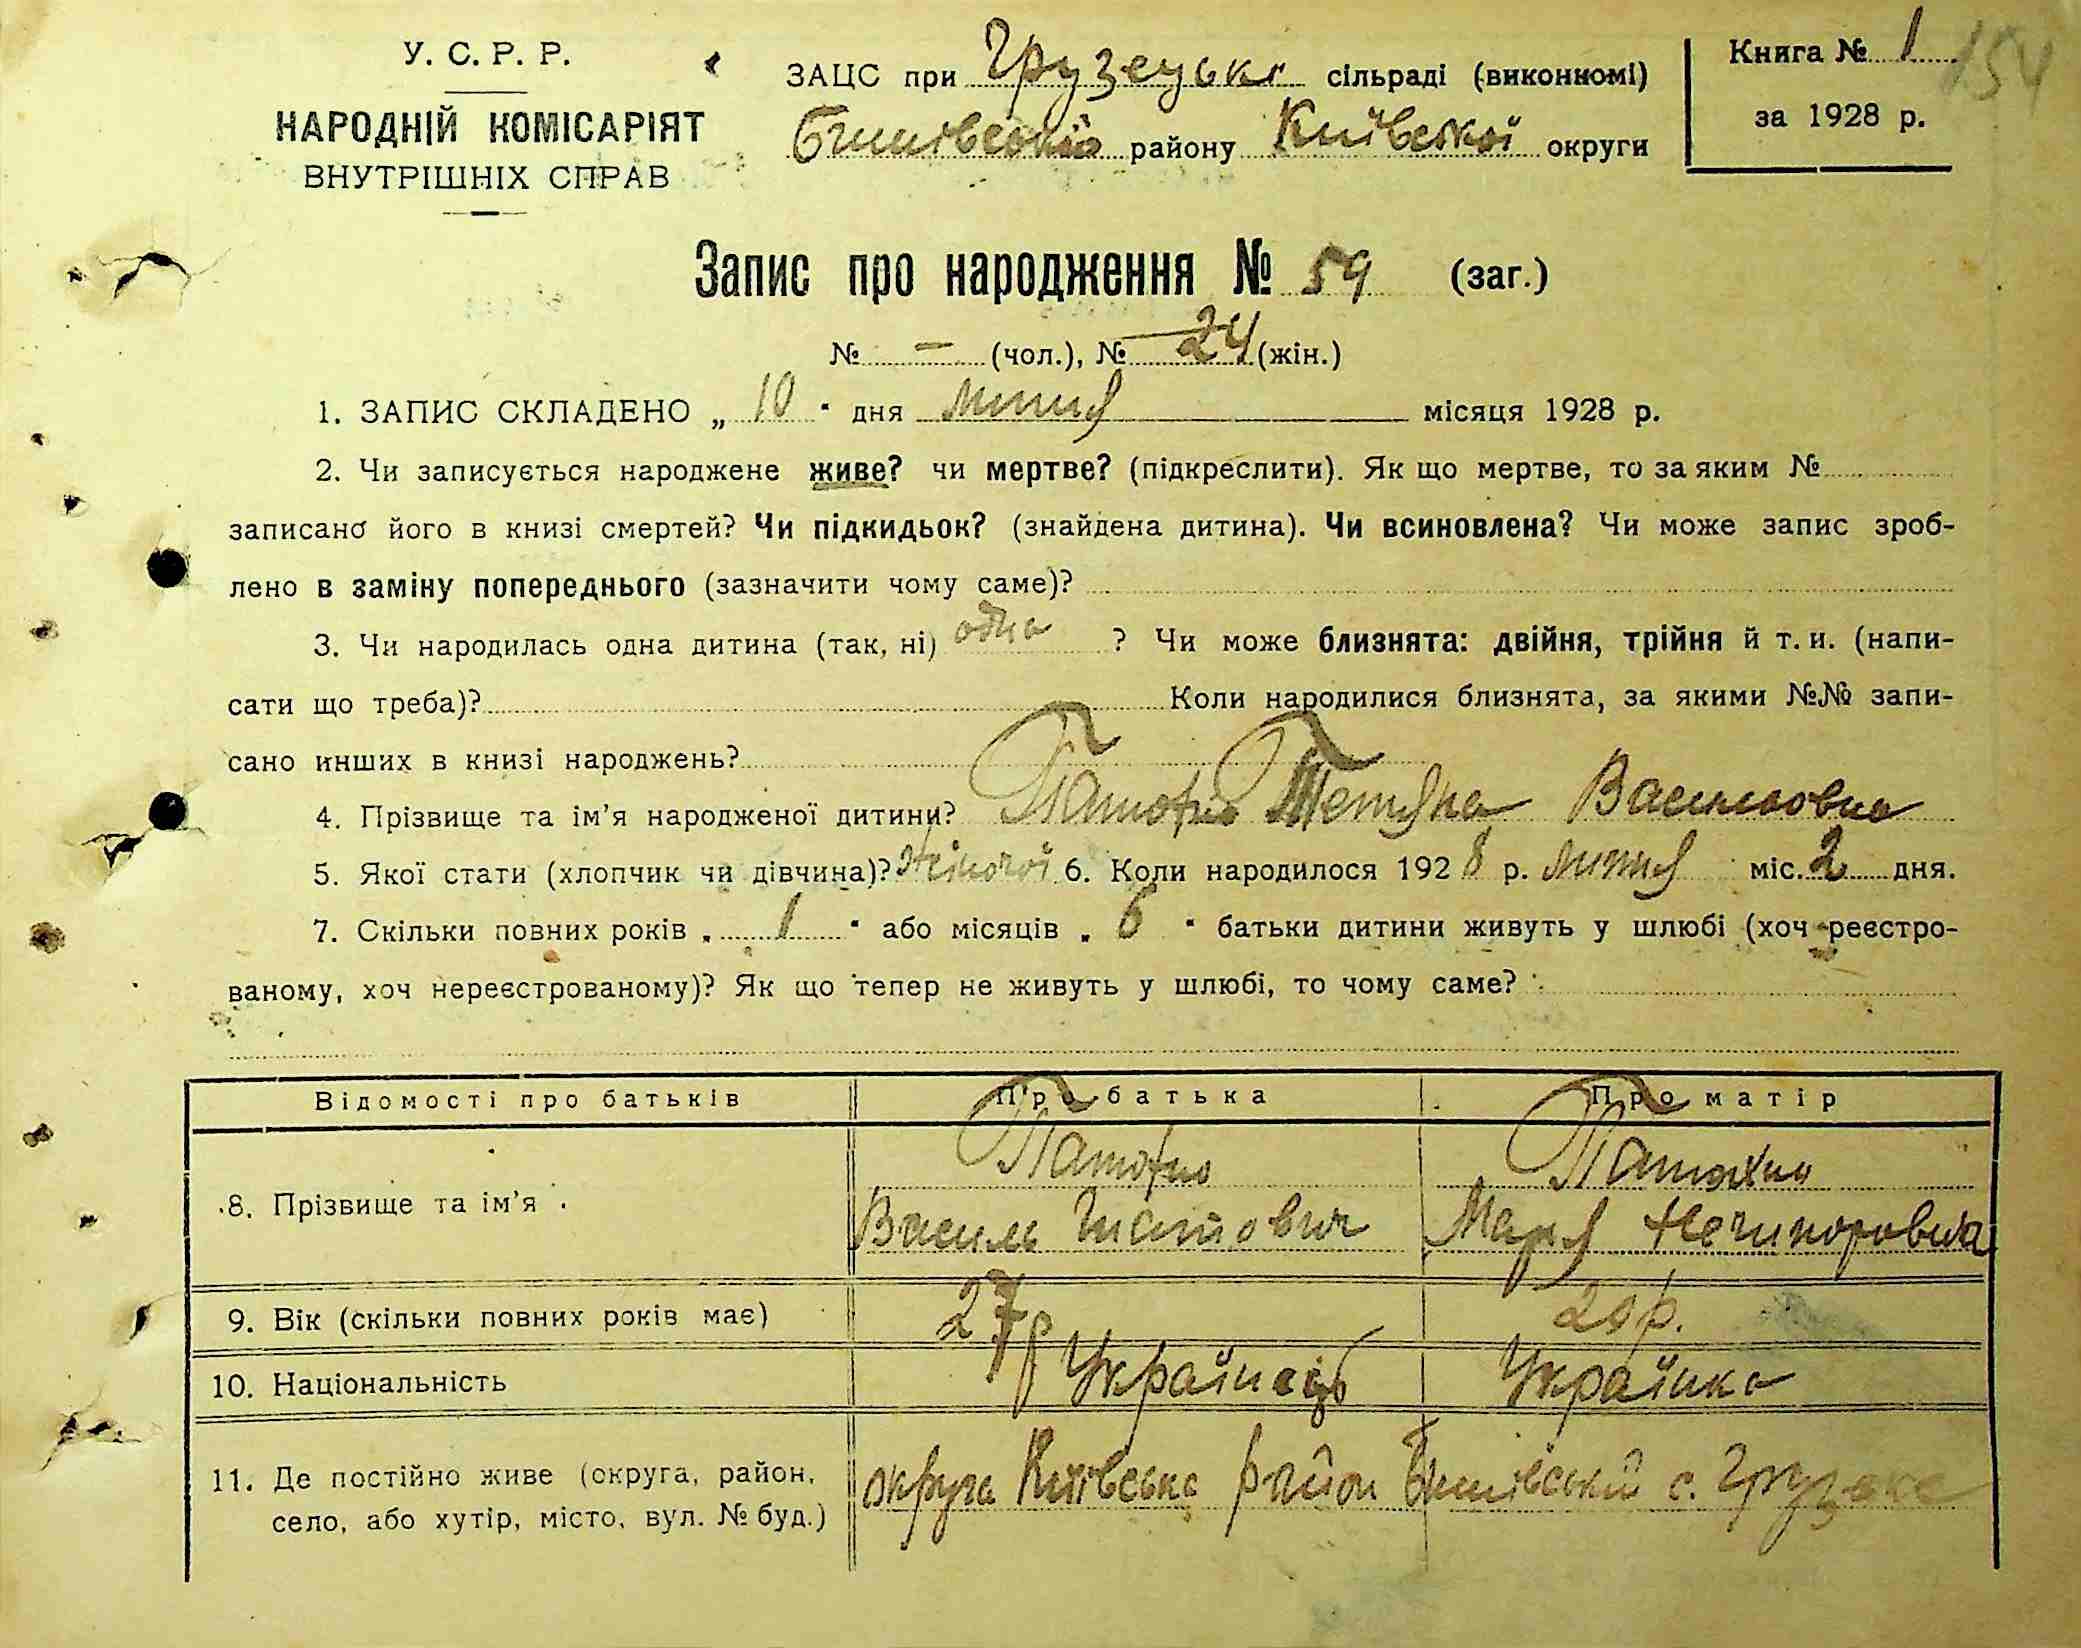 У. С. Р. Р.
НАРОДНІЙ КОМІСАРІЯТ
ВНУТРІШНІХ СПРАВ
ЗАЦС при Грузецькі сільраді (виконкомі)
Бишівського району Київської округи
Книга № 1
за 1928 р.
154
Запис про народження № 59 (заг.)
№ — (чол.), № 24 (жін.)
1. ЗАПИС СКЛАДЕНО „ 10 " дня липня місяця 1928 р.
2. Чи записується народжене живе? чи мертве? (підкреслити). Як що мертве, то за яким №
записано його в книзі смертей? Чи підкидьок? (знайдена дитина). Чи всиновлена? Чи може запис зроб-
лено в заміну попереднього (зазначити чому саме)?
3. Чи народилась одна дитина (так, ні) одна ? Чи може близнята: двійня, трійня й т. и. (напи-
сати що треба)? Коли народилися близнята, за якими №№ запи-
сано инших в книзі народжень?
4. Прізвище та ім'я народженої дитини? Тетяна Василовна
5. Якої стати (хлопчик чи дівчина)? жіночої 6. Коли народилося 1928 р. липня міс. 2 дня.
7. Скільки повних років „ 1 " або місяців „ 6 " батьки дитини живуть у шлюбі (хоч реєстро-
ваному, хоч нереєстрованому)? Як що тепер не живуть у шлюбі, то чому саме?
Відомості про батьків Про батька Про матір
8. Прізвище та ім'я
Василь Марія Нечипоровна
9. Вік (скільки повних років має) 27 р 20 р.
10. Національність Українець Українка
11. Де постійно живе (округа, район, округа Київська район Бишівський с. Грузьке
село, або хутір, місто, вул. № буд.)